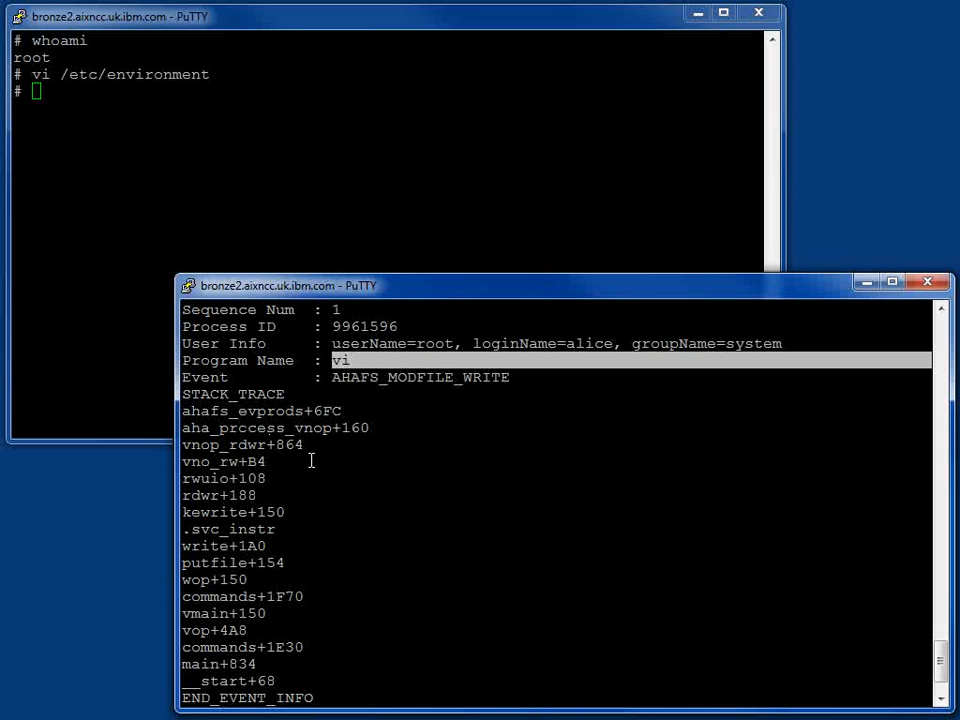 bronze2.aixncc.uk.ibm.com - PuTTY
# whoami
root
# vi /etc/environment
#
bronze2.aixncc.uk.ibm.com - PuTTY
Sequence Num : 1
Process ID : 9961596
User Info : userName=root, loginName=alice, groupName=system
Program Name : vi
Event : AHAFS_MODFILE_WRITE
STACK_TRACE
ahafs_evprods+6FC
aha_prccess_vnop+160
vnop_rdwr+864
vno_rw+B4
rwuio+108
rdwr+188
kewrite+150
.svc_instr
write+1A0
putfile+154
wop+150
commands+1F70
vmain+150
vop+4A8
commands+1E30
main+834
__start+68
END_EVENT_INFO